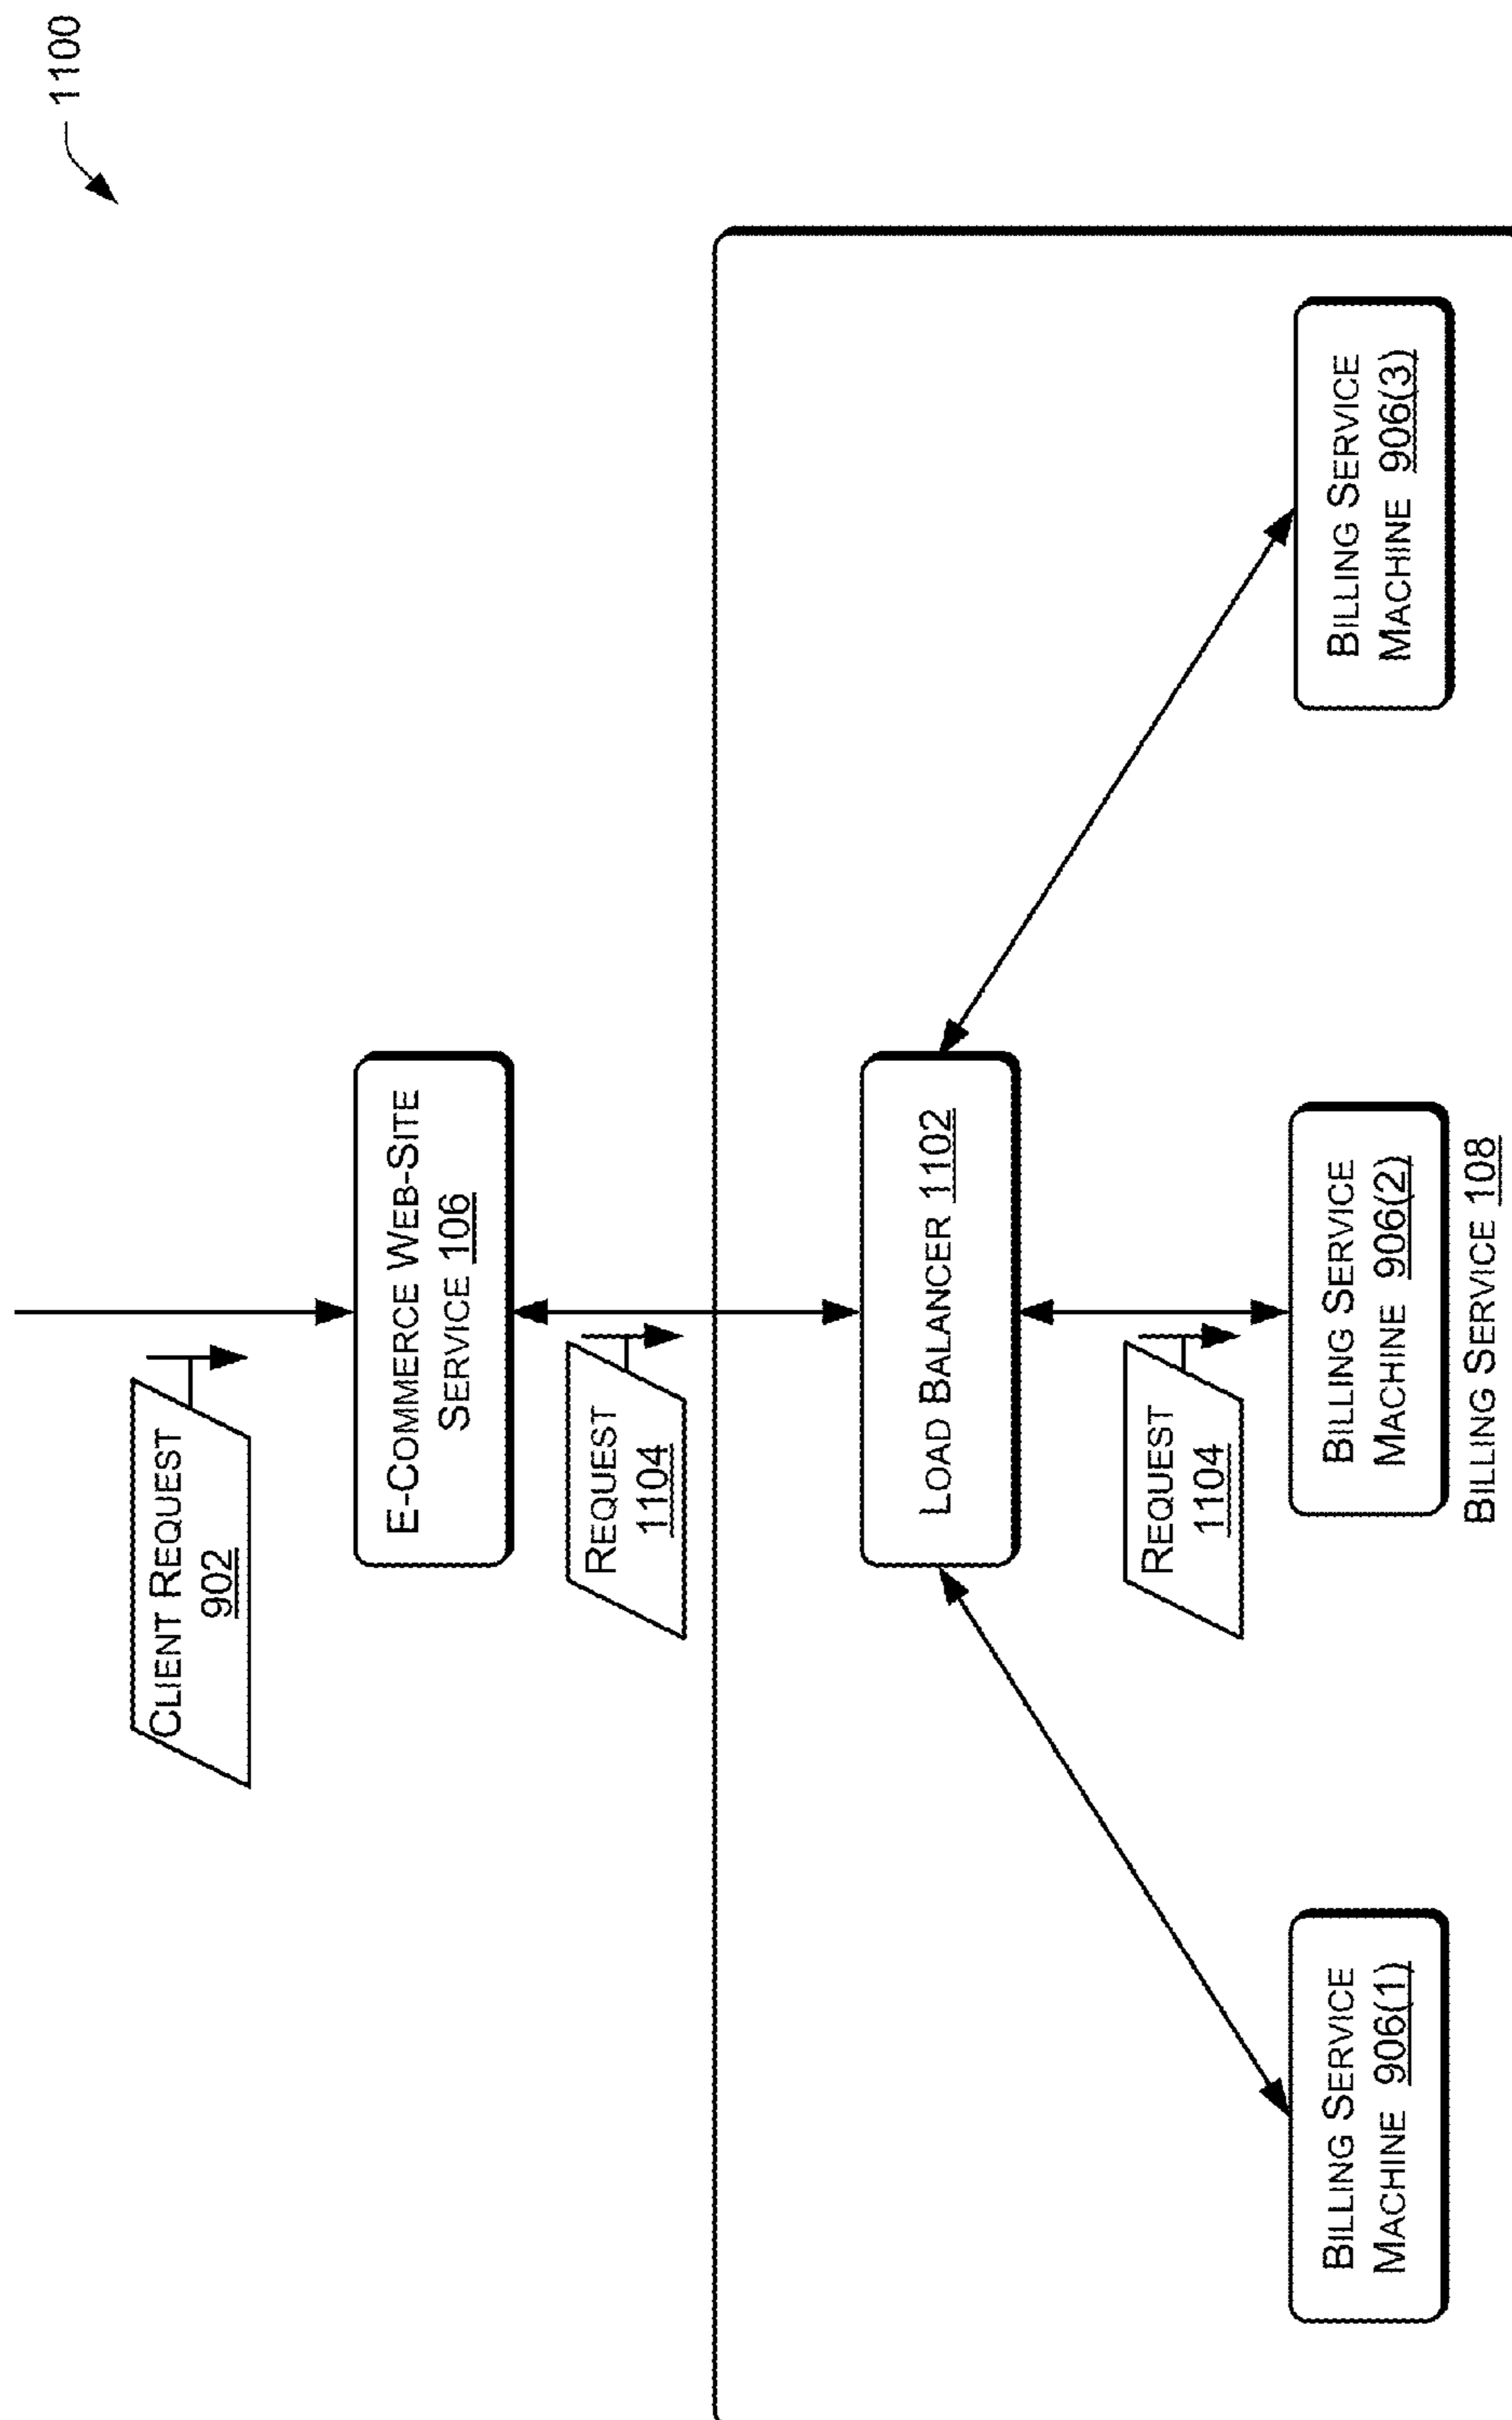 1100
CLIENT REQUEST
902
E-COMMERCE WEB-SITE
SERVICE 106
REQUEST
1104
LOAD BALANCER 1102
REQUEST
1104
BILLING SERVICE
MACHINE 906(1)
BILLING SERVICE
MACHINE 906(2)
BILLING SERVICE
MACHINE 906(3)
BILLING SERVICE 108